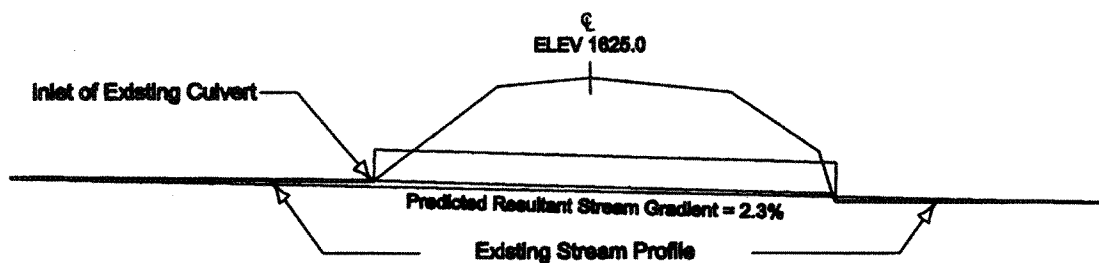 ℄
ELEV 1625.0
Inlet of Existing Culvert
Predicted Resultant Stream Gradient = 2.3%
Existing Stream Profile